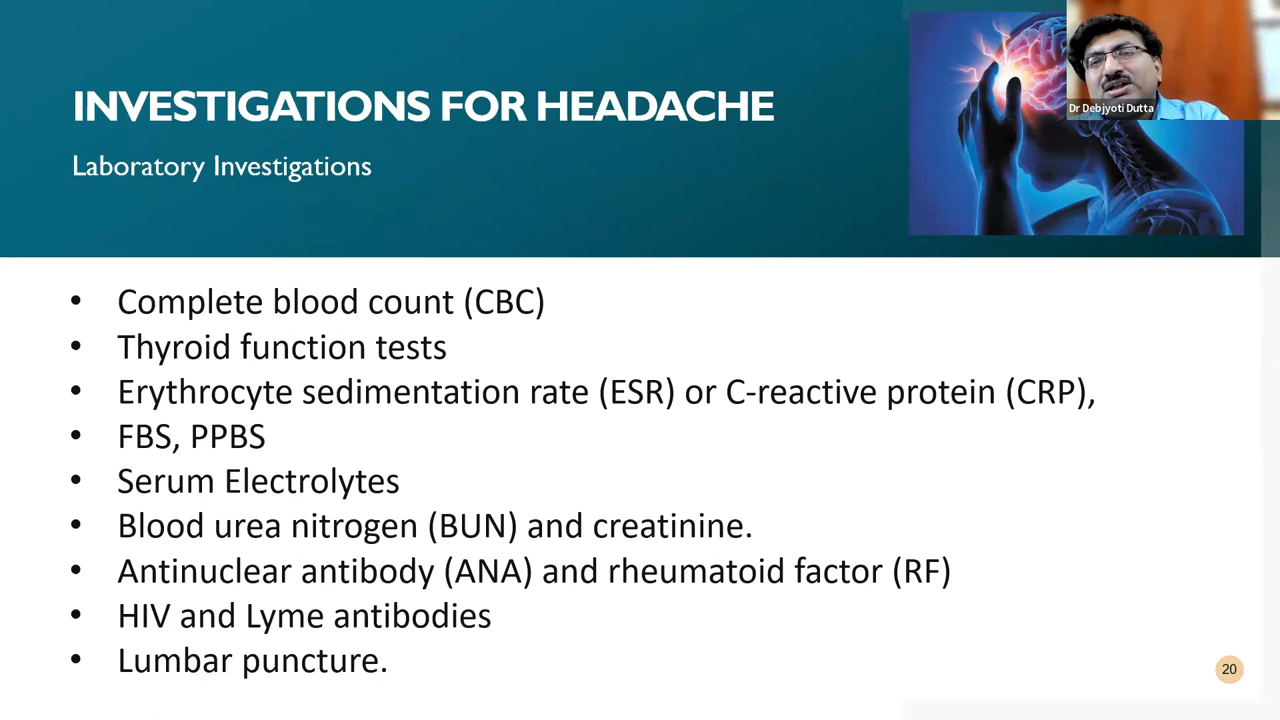 INVESTIGATIONS FOR HEADACHE
Dr Debjyoti Dutta
Laboratory Investigations
• Complete blood count (CBC)
• Thyroid function tests
• Erythrocyte sedimentation rate (ESR) or C-reactive protein (CRP),
• FBS, PPBS
• Serum Electrolytes
• Blood urea nitrogen (BUN) and creatinine.
• Antinuclear antibody (ANA) and rheumatoid factor (RF)
• HIV and Lyme antibodies
• Lumbar puncture.
20